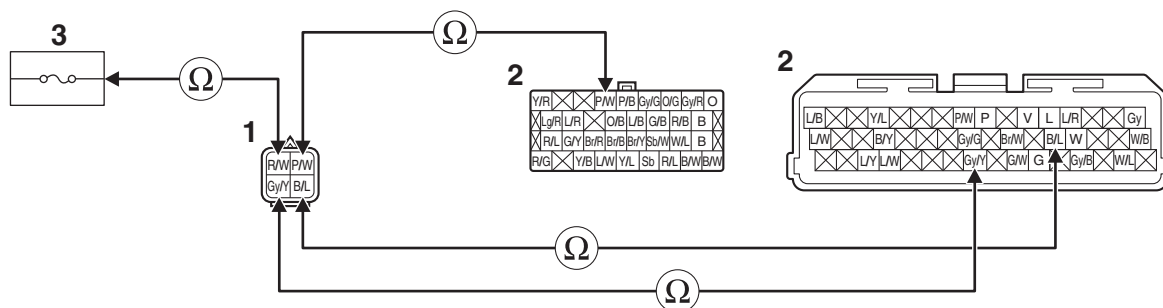 3
Ω
Ω
1
R/W P/W
Gy/Y B/L
2
Y/R P/W P/B Gy/G O/G Gy/R O
Lg/R L/R O/B L/B G/B R/B B
R/L G/Y Br/R Br/B Br/Y Sb/W W/L B
R/G Y/B L/W Y/L Sb R/L B/W B/W
2
L/B Y/L P/W P V L L/R Gy
L/W B/Y Gy/G Br/W B/L W W/B
L/Y L/W Gy/Y G/W G Gy/B W/L
Ω
Ω